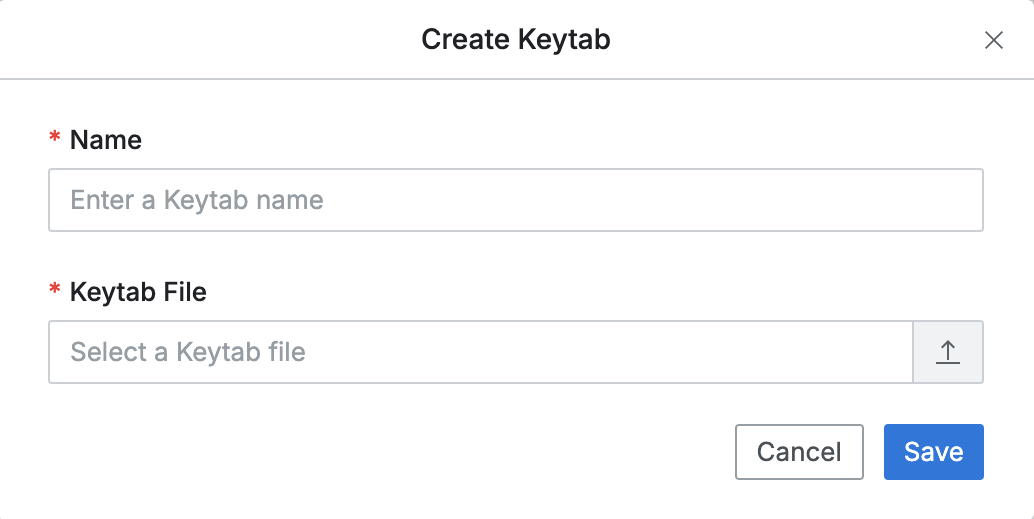 Create Keytab
* Name
Enter a Keytab name
* Keytab File
Select a Keytab file
Cancel Save